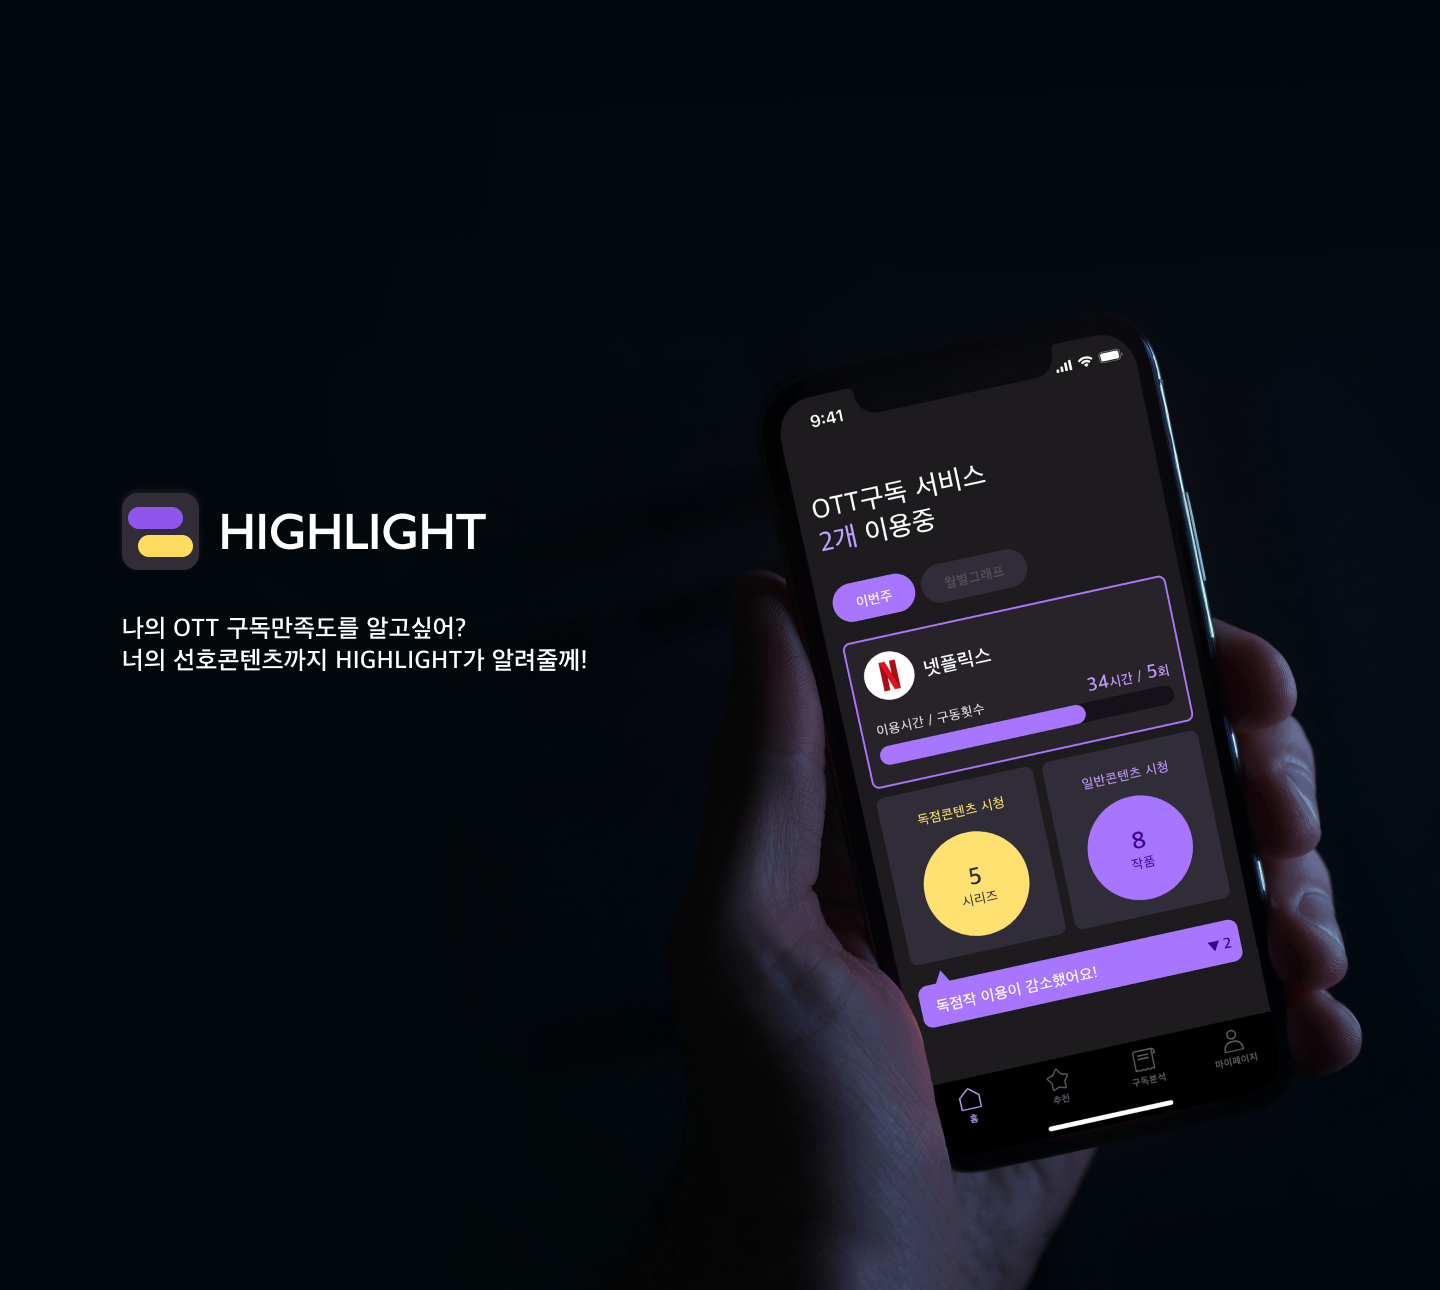 HIGHLIGHT
나의 OTT 구독만족도를 알고싶어?
너의 선호콘텐츠까지 HIGHLIGHT가 알려줄께!
9:41
OTT구독 서비스
2개 이용중
이번주
월별그래프
N
넷플릭스
34시간 / 5회
이용시간 / 구동횟수
독점콘텐츠 시청
일반콘텐츠 시청
5
시리즈
8
작품
독점작 이용이 감소했어요!
▼ 2
홈
추천
구독분석
마이페이지